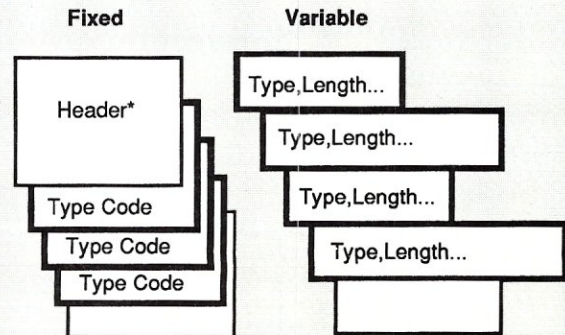 Fixed
Header*
Type Code
Type Code
Type Code
Variable
Type,Length...
Type,Length...
Type,Length...
Type,Length...